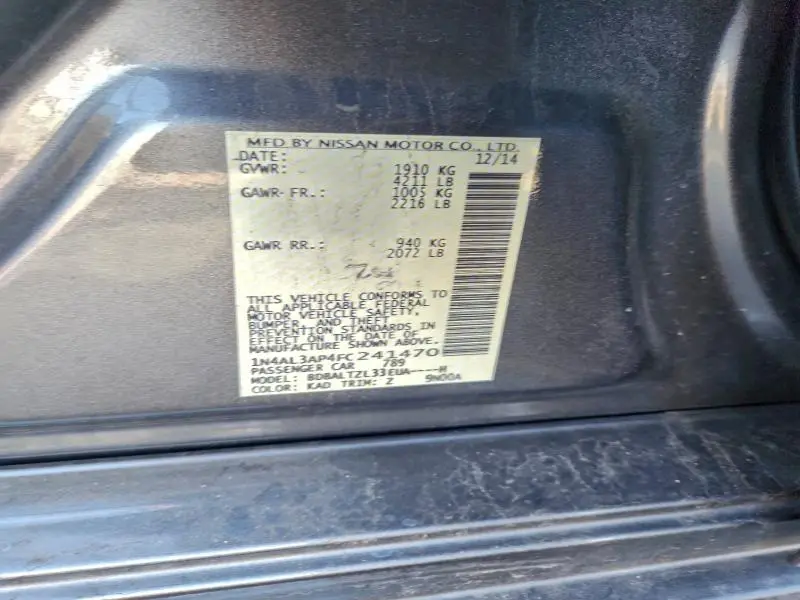 MFD. BY NISSAN MOTOR CO., LTD.
DATE: 12/14
GVWR: 1910 KG
4211 LB
GAWR- FR.: 1005 KG
2216 LB
GAWR RR.: 940 KG
2072 LB
THIS VEHICLE CONFORMS TO
ALL APPLICABLE FEDERAL
MOTOR VEHICLE SAFETY,
BUMPER, AND THEFT
PREVENTION STANDARDS IN
EFFECT ON THE DATE OF
MANUFACTURE SHOWN ABOVE.
1N4AL3AP4FC241470
PASSENGER CAR 789
MODEL: BDBALTZL33EUA----H
COLOR: KAD TRIM: Z 9N00A